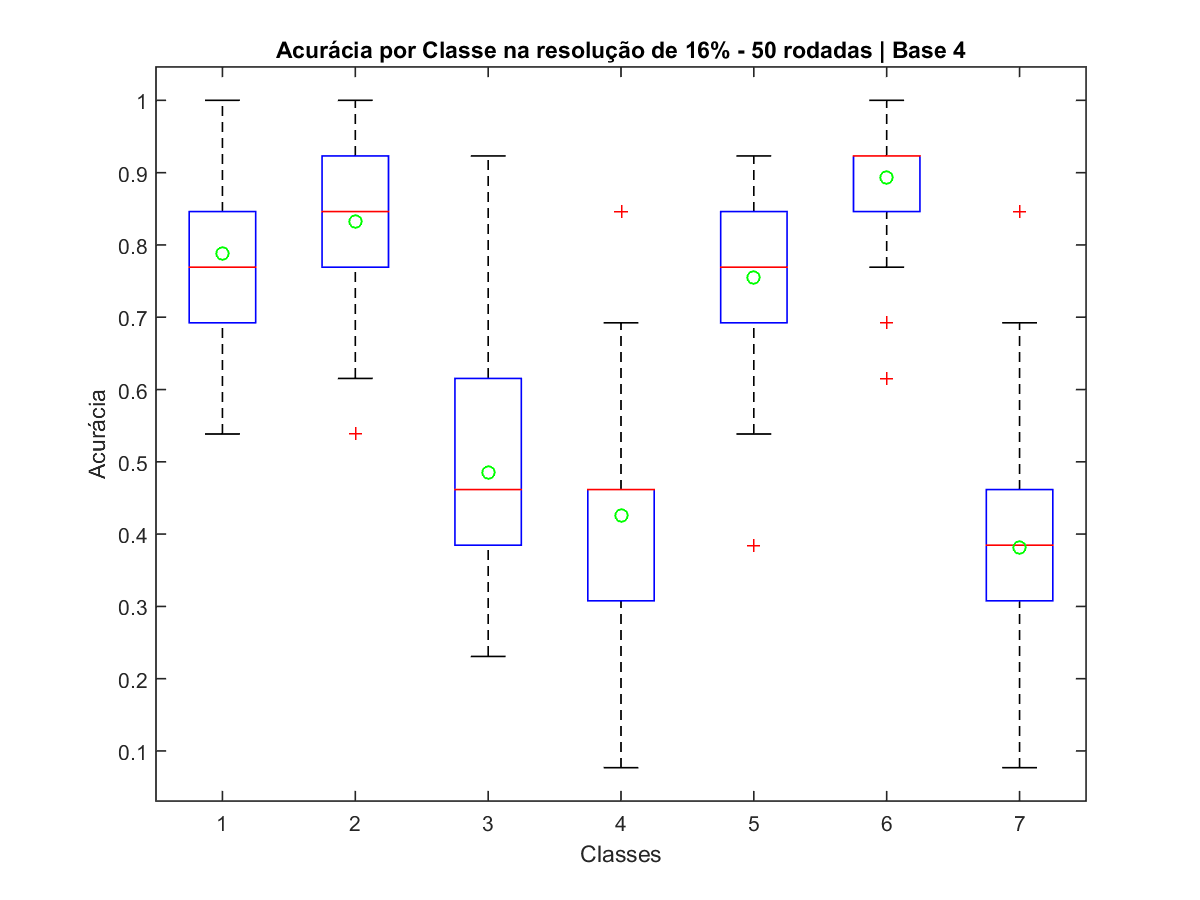 Acurácia por Classe na resolução de 16% - 50 rodadas | Base 4
1
0.9
0.8
0.7
0.6
0.5
0.4
0.3
0.2
0.1
Acurácia
1 2 3 4 5 6 7
Classes